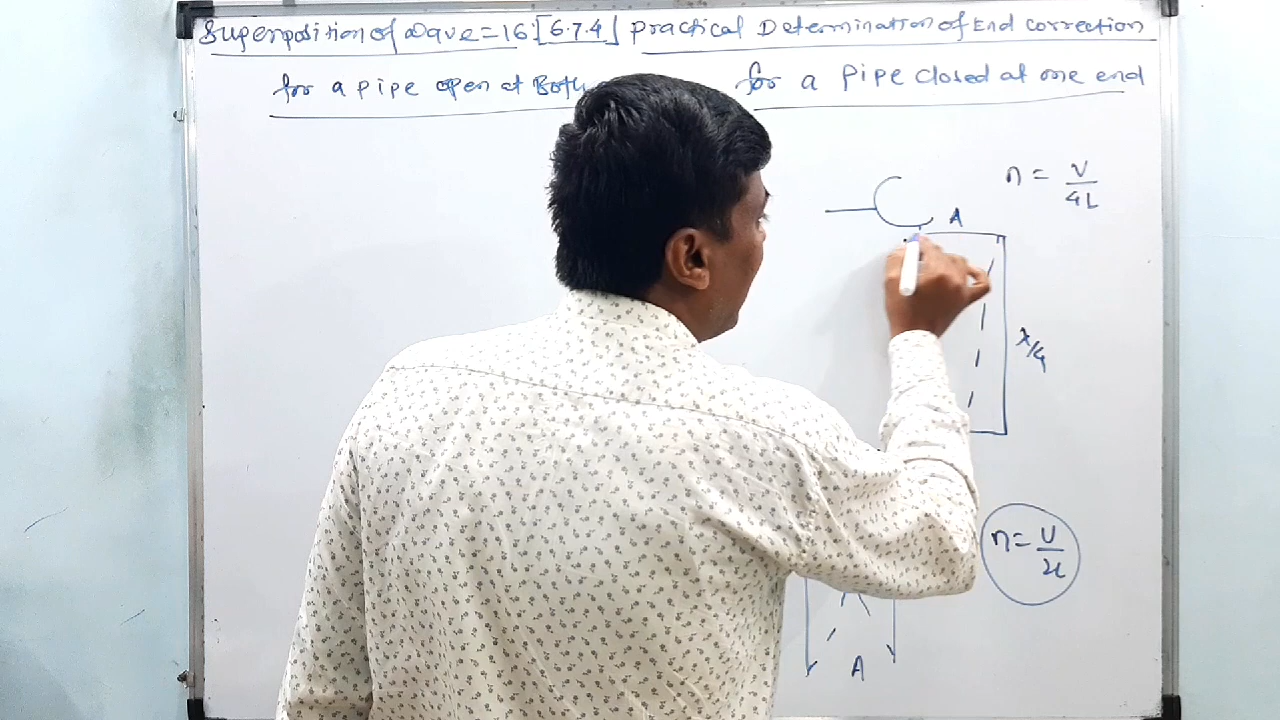 Superposition of Wave=16 [6.7.4] Practical Determination of End correction
for a pipe open at Both for a Pipe closed at one end
n = V/4L
A
λ/4
n = V/2L
A